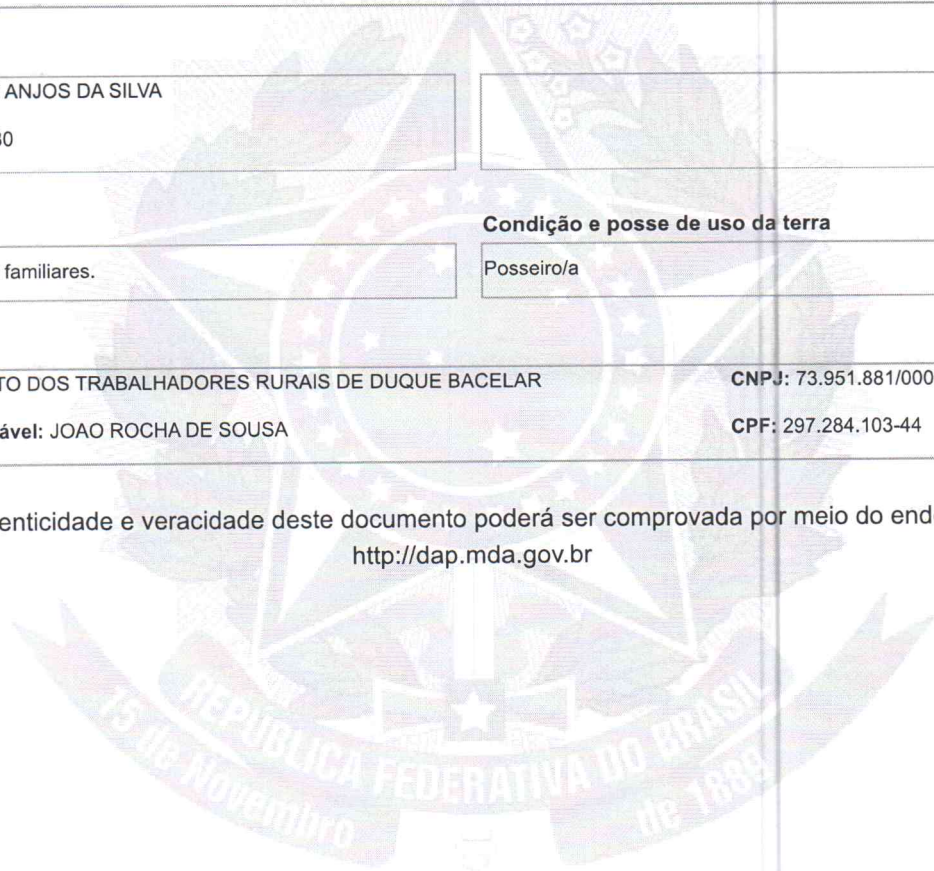 ANJOS DA SILVA
Condição e posse de uso da terra
familiares.
Posseiro/a
TO DOS TRABALHADORES RURAIS DE DUQUE BACELAR CNPJ: 73.951.881/000
ável: JOAO ROCHA DE SOUSA CPF: 297.284.103-44
enticidade e veracidade deste documento poderá ser comprovada por meio do end
http://dap.mda.gov.br
REPÚBLICA FEDERATIVA DO BRASIL
15 de Novembro de 1889